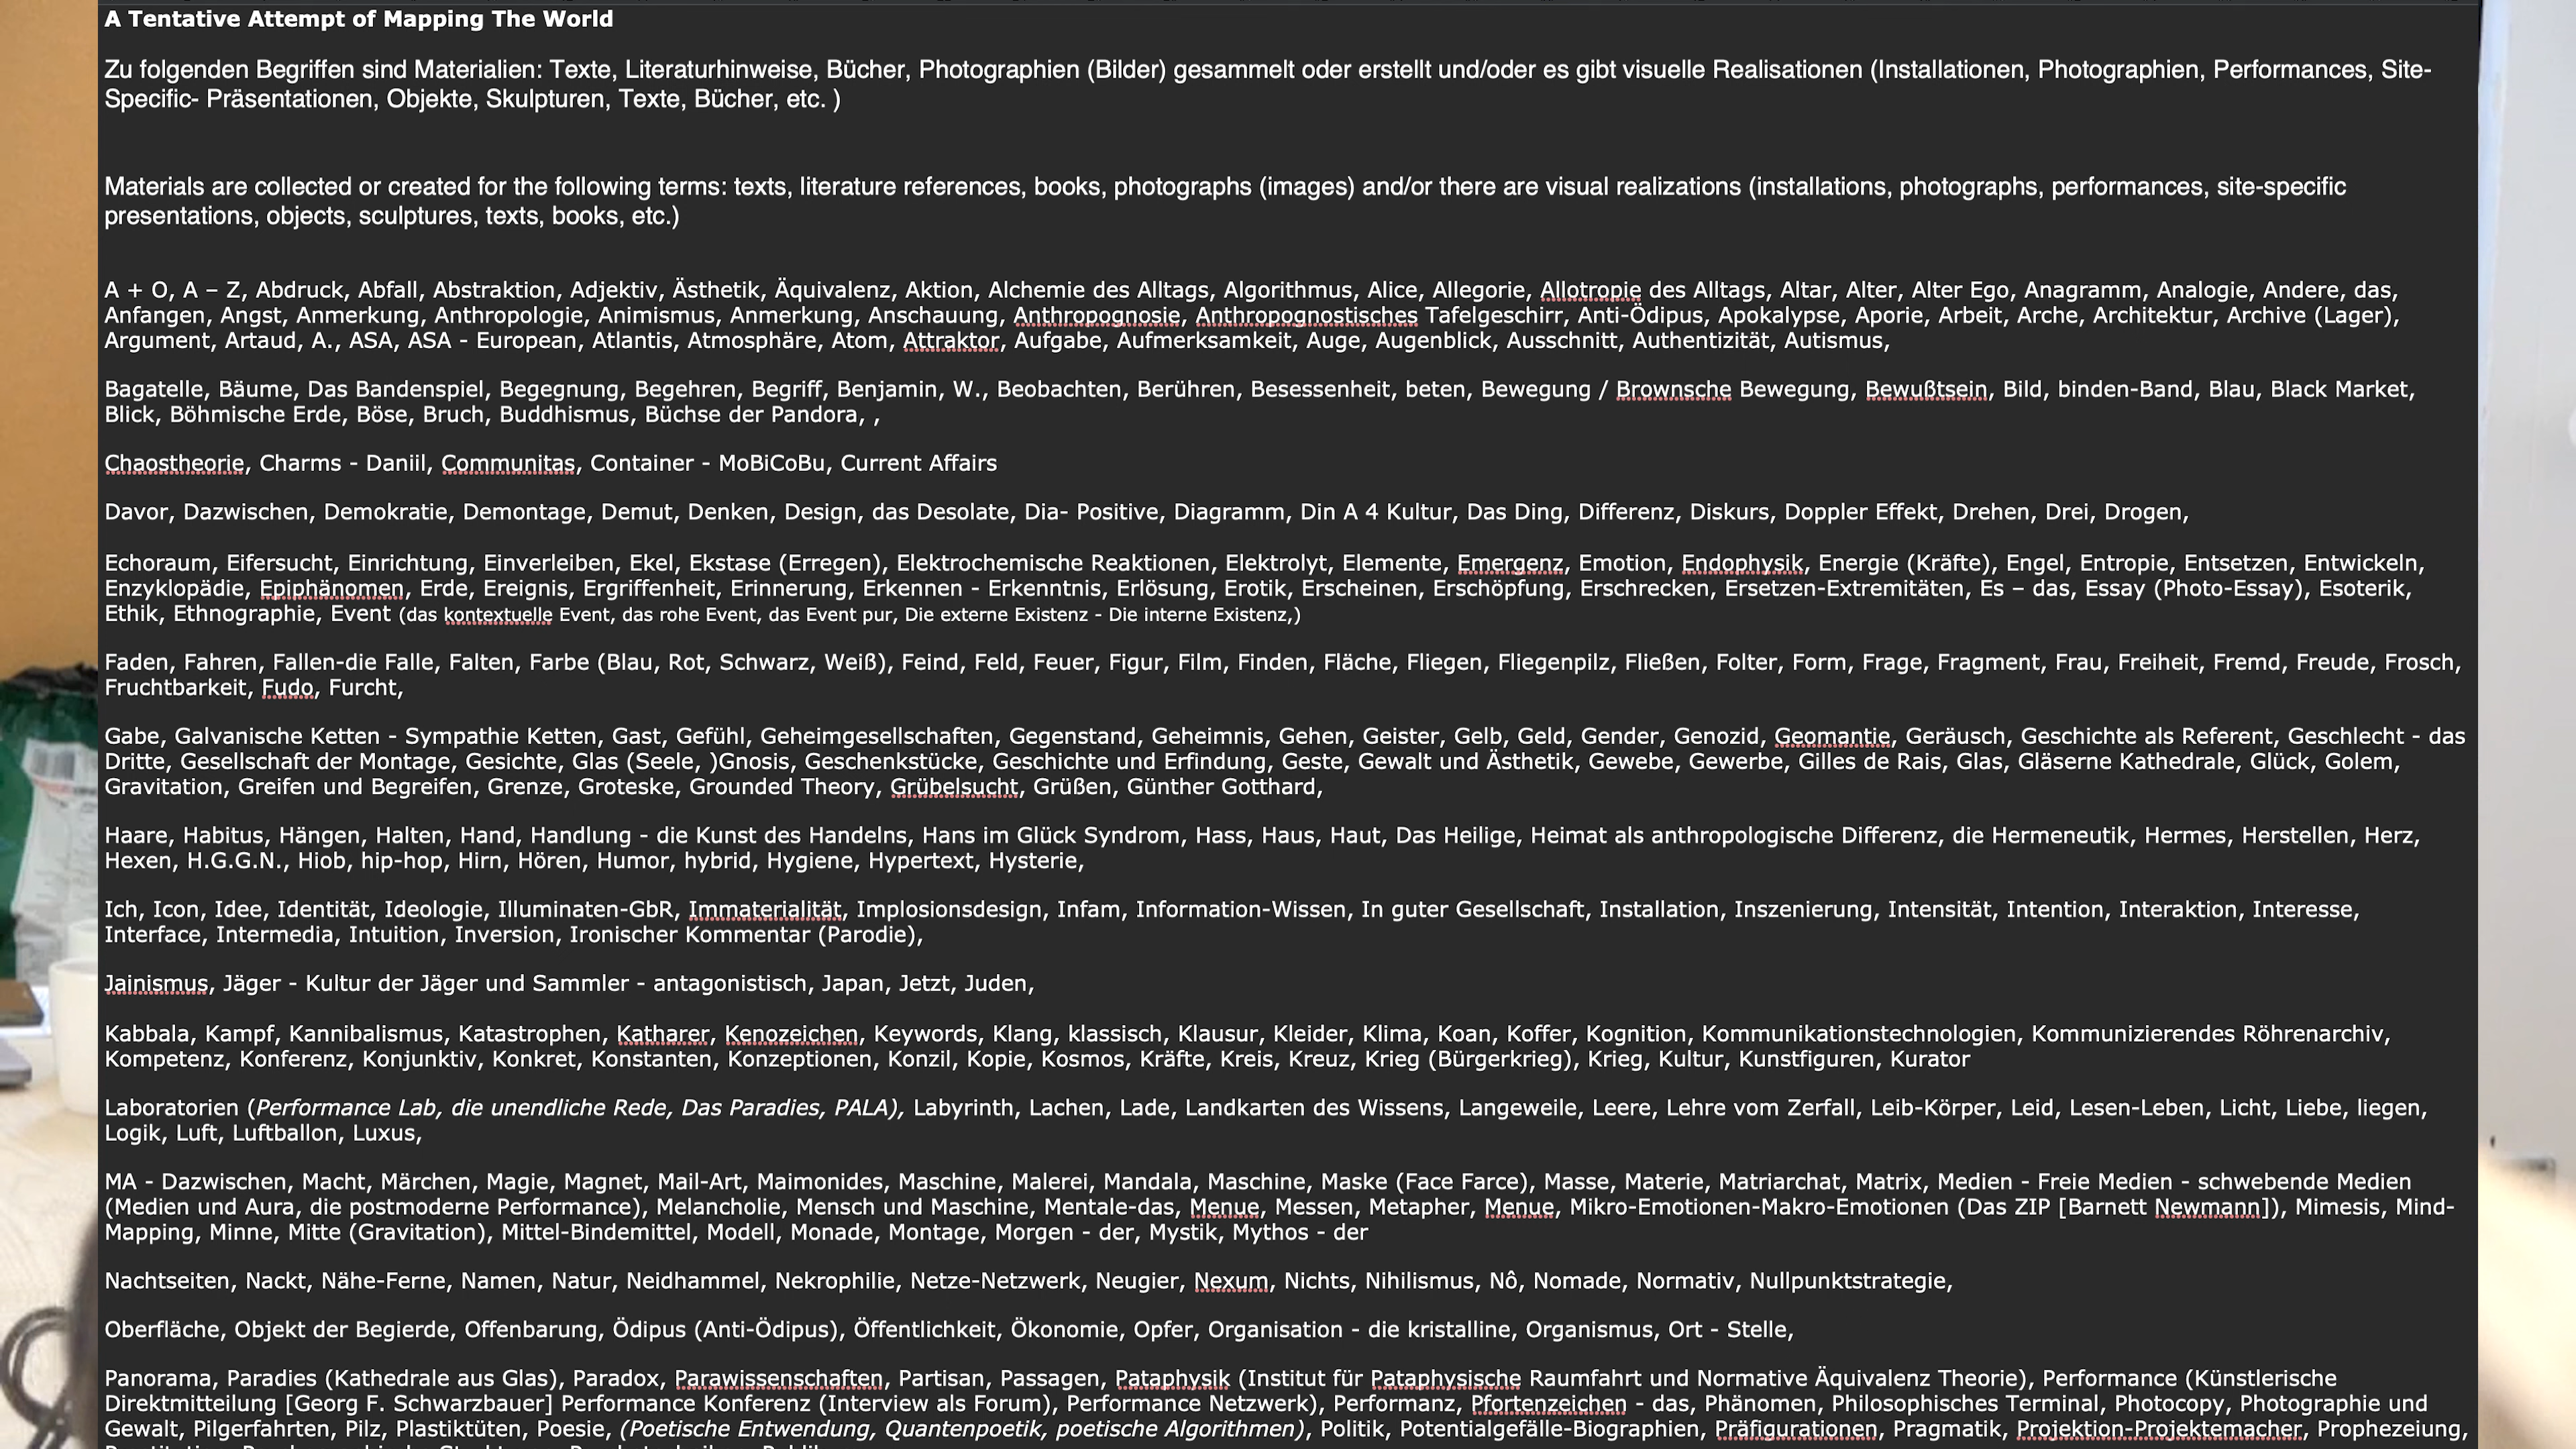 A Tentative Attempt of Mapping The World
Zu folgenden Begriffen sind Materialien: Texte, Literaturhinweise, Bücher, Photographien (Bilder) gesammelt oder erstellt und/oder es gibt visuelle Realisationen (Installationen, Photographien, Performances, Site-
Specific- Präsentationen, Objekte, Skulpturen, Texte, Bücher, etc. )
Materials are collected or created for the following terms: texts, literature references, books, photographs (images) and/or there are visual realizations (installations, photographs, performances, site-specific
presentations, objects, sculptures, texts, books, etc.)
A + O, A – Z, Abdruck, Abfall, Abstraktion, Adjektiv, Ästhetik, Äquivalenz, Aktion, Alchemie des Alltags, Algorithmus, Alice, Allegorie, Allotropie des Alltags, Altar, Alter, Alter Ego, Anagramm, Analogie, Andere, das,
Anfangen, Angst, Anmerkung, Anthropologie, Animismus, Anmerkung, Anschauung, Anthropognosie, Anthropognostisches Tafelgeschirr, Anti-Ödipus, Apokalypse, Aporie, Arbeit, Arche, Architektur, Archive (Lager),
Argument, Artaud, A., ASA, ASA - European, Atlantis, Atmosphäre, Atom, Attraktor, Aufgabe, Aufmerksamkeit, Auge, Augenblick, Ausschnitt, Authentizität, Autismus,
Bagatelle, Bäume, Das Bandenspiel, Begegnung, Begehren, Begriff, Benjamin, W., Beobachten, Berühren, Besessenheit, beten, Bewegung / Brownsche Bewegung, Bewußtsein, Bild, binden-Band, Blau, Black Market,
Blick, Böhmische Erde, Böse, Bruch, Buddhismus, Büchse der Pandora, ,
Chaostheorie, Charms - Daniil, Communitas, Container - MoBiCoBu, Current Affairs
Davor, Dazwischen, Demokratie, Demontage, Demut, Denken, Design, das Desolate, Dia- Positive, Diagramm, Din A 4 Kultur, Das Ding, Differenz, Diskurs, Doppler Effekt, Drehen, Drei, Drogen,
Echoraum, Eifersucht, Einrichtung, Einverleiben, Ekel, Ekstase (Erregen), Elektrochemische Reaktionen, Elektrolyt, Elemente, Emergenz, Emotion, Endophysik, Energie (Kräfte), Engel, Entropie, Entsetzen, Entwickeln,
Enzyklopädie, Epiphänomen, Erde, Ereignis, Ergriffenheit, Erinnerung, Erkennen - Erkenntnis, Erlösung, Erotik, Erscheinen, Erschöpfung, Erschrecken, Ersetzen-Extremitäten, Es – das, Essay (Photo-Essay), Esoterik,
Ethik, Ethnographie, Event (das kontextuelle Event, das rohe Event, das Event pur, Die externe Existenz - Die interne Existenz,)
Faden, Fahren, Fallen-die Falle, Falten, Farbe (Blau, Rot, Schwarz, Weiß), Feind, Feld, Feuer, Figur, Film, Finden, Fläche, Fliegen, Fliegenpilz, Fließen, Folter, Form, Frage, Fragment, Frau, Freiheit, Fremd, Freude, Frosch,
Fruchtbarkeit, Fudo, Furcht,
Gabe, Galvanische Ketten - Sympathie Ketten, Gast, Gefühl, Geheimgesellschaften, Gegenstand, Geheimnis, Gehen, Geister, Gelb, Geld, Gender, Genozid, Geomantie, Geräusch, Geschichte als Referent, Geschlecht - das
Dritte, Gesellschaft der Montage, Gesichte, Glas (Seele, )Gnosis, Geschenkstücke, Geschichte und Erfindung, Geste, Gewalt und Ästhetik, Gewebe, Gewerbe, Gilles de Rais, Glas, Gläserne Kathedrale, Glück, Golem,
Gravitation, Greifen und Begreifen, Grenze, Groteske, Grounded Theory, Grübelsucht, Grüßen, Günther Gotthard,
Haare, Habitus, Hängen, Halten, Hand, Handlung - die Kunst des Handelns, Hans im Glück Syndrom, Hass, Haus, Haut, Das Heilige, Heimat als anthropologische Differenz, die Hermeneutik, Hermes, Herstellen, Herz,
Hexen, H.G.G.N., Hiob, hip-hop, Hirn, Hören, Humor, hybrid, Hygiene, Hypertext, Hysterie,
Ich, Icon, Idee, Identität, Ideologie, Illuminaten-GbR, Immaterialität, Implosionsdesign, Infam, Information-Wissen, In guter Gesellschaft, Installation, Inszenierung, Intensität, Intention, Interaktion, Interesse,
Interface, Intermedia, Intuition, Inversion, Ironischer Kommentar (Parodie),
Jainismus, Jäger - Kultur der Jäger und Sammler - antagonistisch, Japan, Jetzt, Juden,
Kabbala, Kampf, Kannibalismus, Katastrophen, Katharer, Kenozeichen, Keywords, Klang, klassisch, Klausur, Kleider, Klima, Koan, Koffer, Kognition, Kommunikationstechnologien, Kommunizierendes Röhrenarchiv,
Kompetenz, Konferenz, Konjunktiv, Konkret, Konstanten, Konzeptionen, Konzil, Kopie, Kosmos, Kräfte, Kreis, Kreuz, Krieg (Bürgerkrieg), Krieg, Kultur, Kunstfiguren, Kurator
Laboratorien (Performance Lab, die unendliche Rede, Das Paradies, PALA), Labyrinth, Lachen, Lade, Landkarten des Wissens, Langeweile, Leere, Lehre vom Zerfall, Leib-Körper, Leid, Lesen-Leben, Licht, Liebe, liegen,
Logik, Luft, Luftballon, Luxus,
MA - Dazwischen, Macht, Märchen, Magie, Magnet, Mail-Art, Maimonides, Maschine, Malerei, Mandala, Maschine, Maske (Face Farce), Masse, Materie, Matriarchat, Matrix, Medien - Freie Medien - schwebende Medien
(Medien und Aura, die postmoderne Performance), Melancholie, Mensch und Maschine, Mentale-das, Menue, Messen, Metapher, Menue, Mikro-Emotionen-Makro-Emotionen (Das ZIP [Barnett Newmann]), Mimesis, Mind-
Mapping, Minne, Mitte (Gravitation), Mittel-Bindemittel, Modell, Monade, Montage, Morgen - der, Mystik, Mythos - der
Nachtseiten, Nackt, Nähe-Ferne, Namen, Natur, Neidhammel, Nekrophilie, Netze-Netzwerk, Neugier, Nexum, Nichts, Nihilismus, Nô, Nomade, Normativ, Nullpunktstrategie,
Oberfläche, Objekt der Begierde, Offenbarung, Ödipus (Anti-Ödipus), Öffentlichkeit, Ökonomie, Opfer, Organisation - die kristalline, Organismus, Ort - Stelle,
Panorama, Paradies (Kathedrale aus Glas), Paradox, Parawissenschaften, Partisan, Passagen, Pataphysik (Institut für Pataphysische Raumfahrt und Normative Äquivalenz Theorie), Performance (Künstlerische
Direktmitteilung [Georg F. Schwarzbauer] Performance Konferenz (Interview als Forum), Performance Netzwerk), Performanz, Pfortenzeichen - das, Phänomen, Philosophisches Terminal, Photocopy, Photographie und
Gewalt, Pilgerfahrten, Pilz, Plastiktüten, Poesie, (Poetische Entwendung, Quantenpoetik, poetische Algorithmen), Politik, Potentialgefälle-Biographien, Präfigurationen, Pragmatik, Projektion-Projektemacher, Prophezeiung,